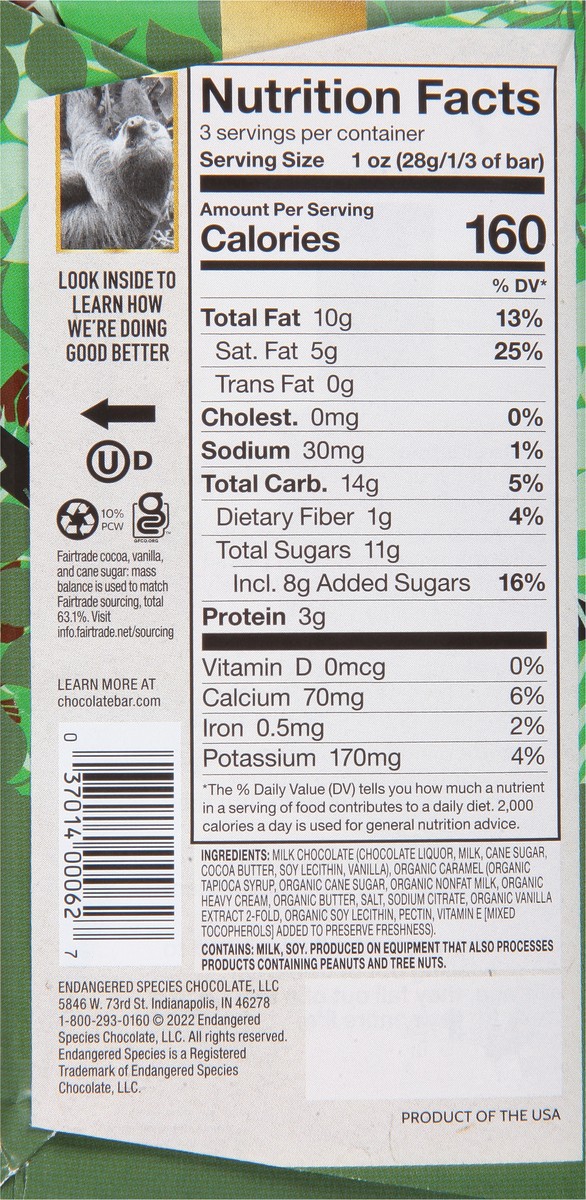 Nutrition Facts
3 servings per container
Serving Size 1 oz (28g/1/3 of bar)
Amount Per Serving
Calories 160
% DV*
Total Fat 10g 13%
Sat. Fat 5g 25%
Trans Fat 0g
Cholest. 0mg 0%
Sodium 30mg 1%
Total Carb. 14g 5%
Dietary Fiber 1g 4%
Total Sugars 11g
Incl. 8g Added Sugars 16%
Protein 3g
Vitamin D 0mcg 0%
Calcium 70mg 6%
Iron 0.5mg 2%
Potassium 170mg 4%
*The % Daily Value (DV) tells you how much a nutrient
in a serving of food contributes to a daily diet. 2,000
calories a day is used for general nutrition advice.
INGREDIENTS: MILK CHOCOLATE (CHOCOLATE LIQUOR, MILK, CANE SUGAR,
COCOA BUTTER, SOY LECITHIN, VANILLA), ORGANIC CARAMEL (ORGANIC
TAPIOCA SYRUP, ORGANIC CANE SUGAR, ORGANIC NONFAT MILK, ORGANIC
HEAVY CREAM, ORGANIC BUTTER, SALT, SODIUM CITRATE, ORGANIC VANILLA
EXTRACT 2-FOLD, ORGANIC SOY LECITHIN, PECTIN, VITAMIN E [MIXED
TOCOPHEROLS] ADDED TO PRESERVE FRESHNESS).
CONTAINS: MILK, SOY. PRODUCED ON EQUIPMENT THAT ALSO PROCESSES
PRODUCTS CONTAINING PEANUTS AND TREE NUTS.
LOOK INSIDE TO
LEARN HOW
WE'RE DOING
GOOD BETTER
U D
10%
PCW
g
GFCO.ORG
Fairtrade cocoa, vanilla,
and cane sugar: mass
balance is used to match
Fairtrade sourcing, total
63.1%. Visit
info.fairtrade.net/sourcing
LEARN MORE AT
chocolatebar.com
0 37014 00062 7
ENDANGERED SPECIES CHOCOLATE, LLC
5846 W. 73rd St. Indianapolis, IN 46278
1-800-293-0160 © 2022 Endangered
Species Chocolate, LLC. All rights reserved.
Endangered Species is a Registered
Trademark of Endangered Species
Chocolate, LLC.
PRODUCT OF THE USA